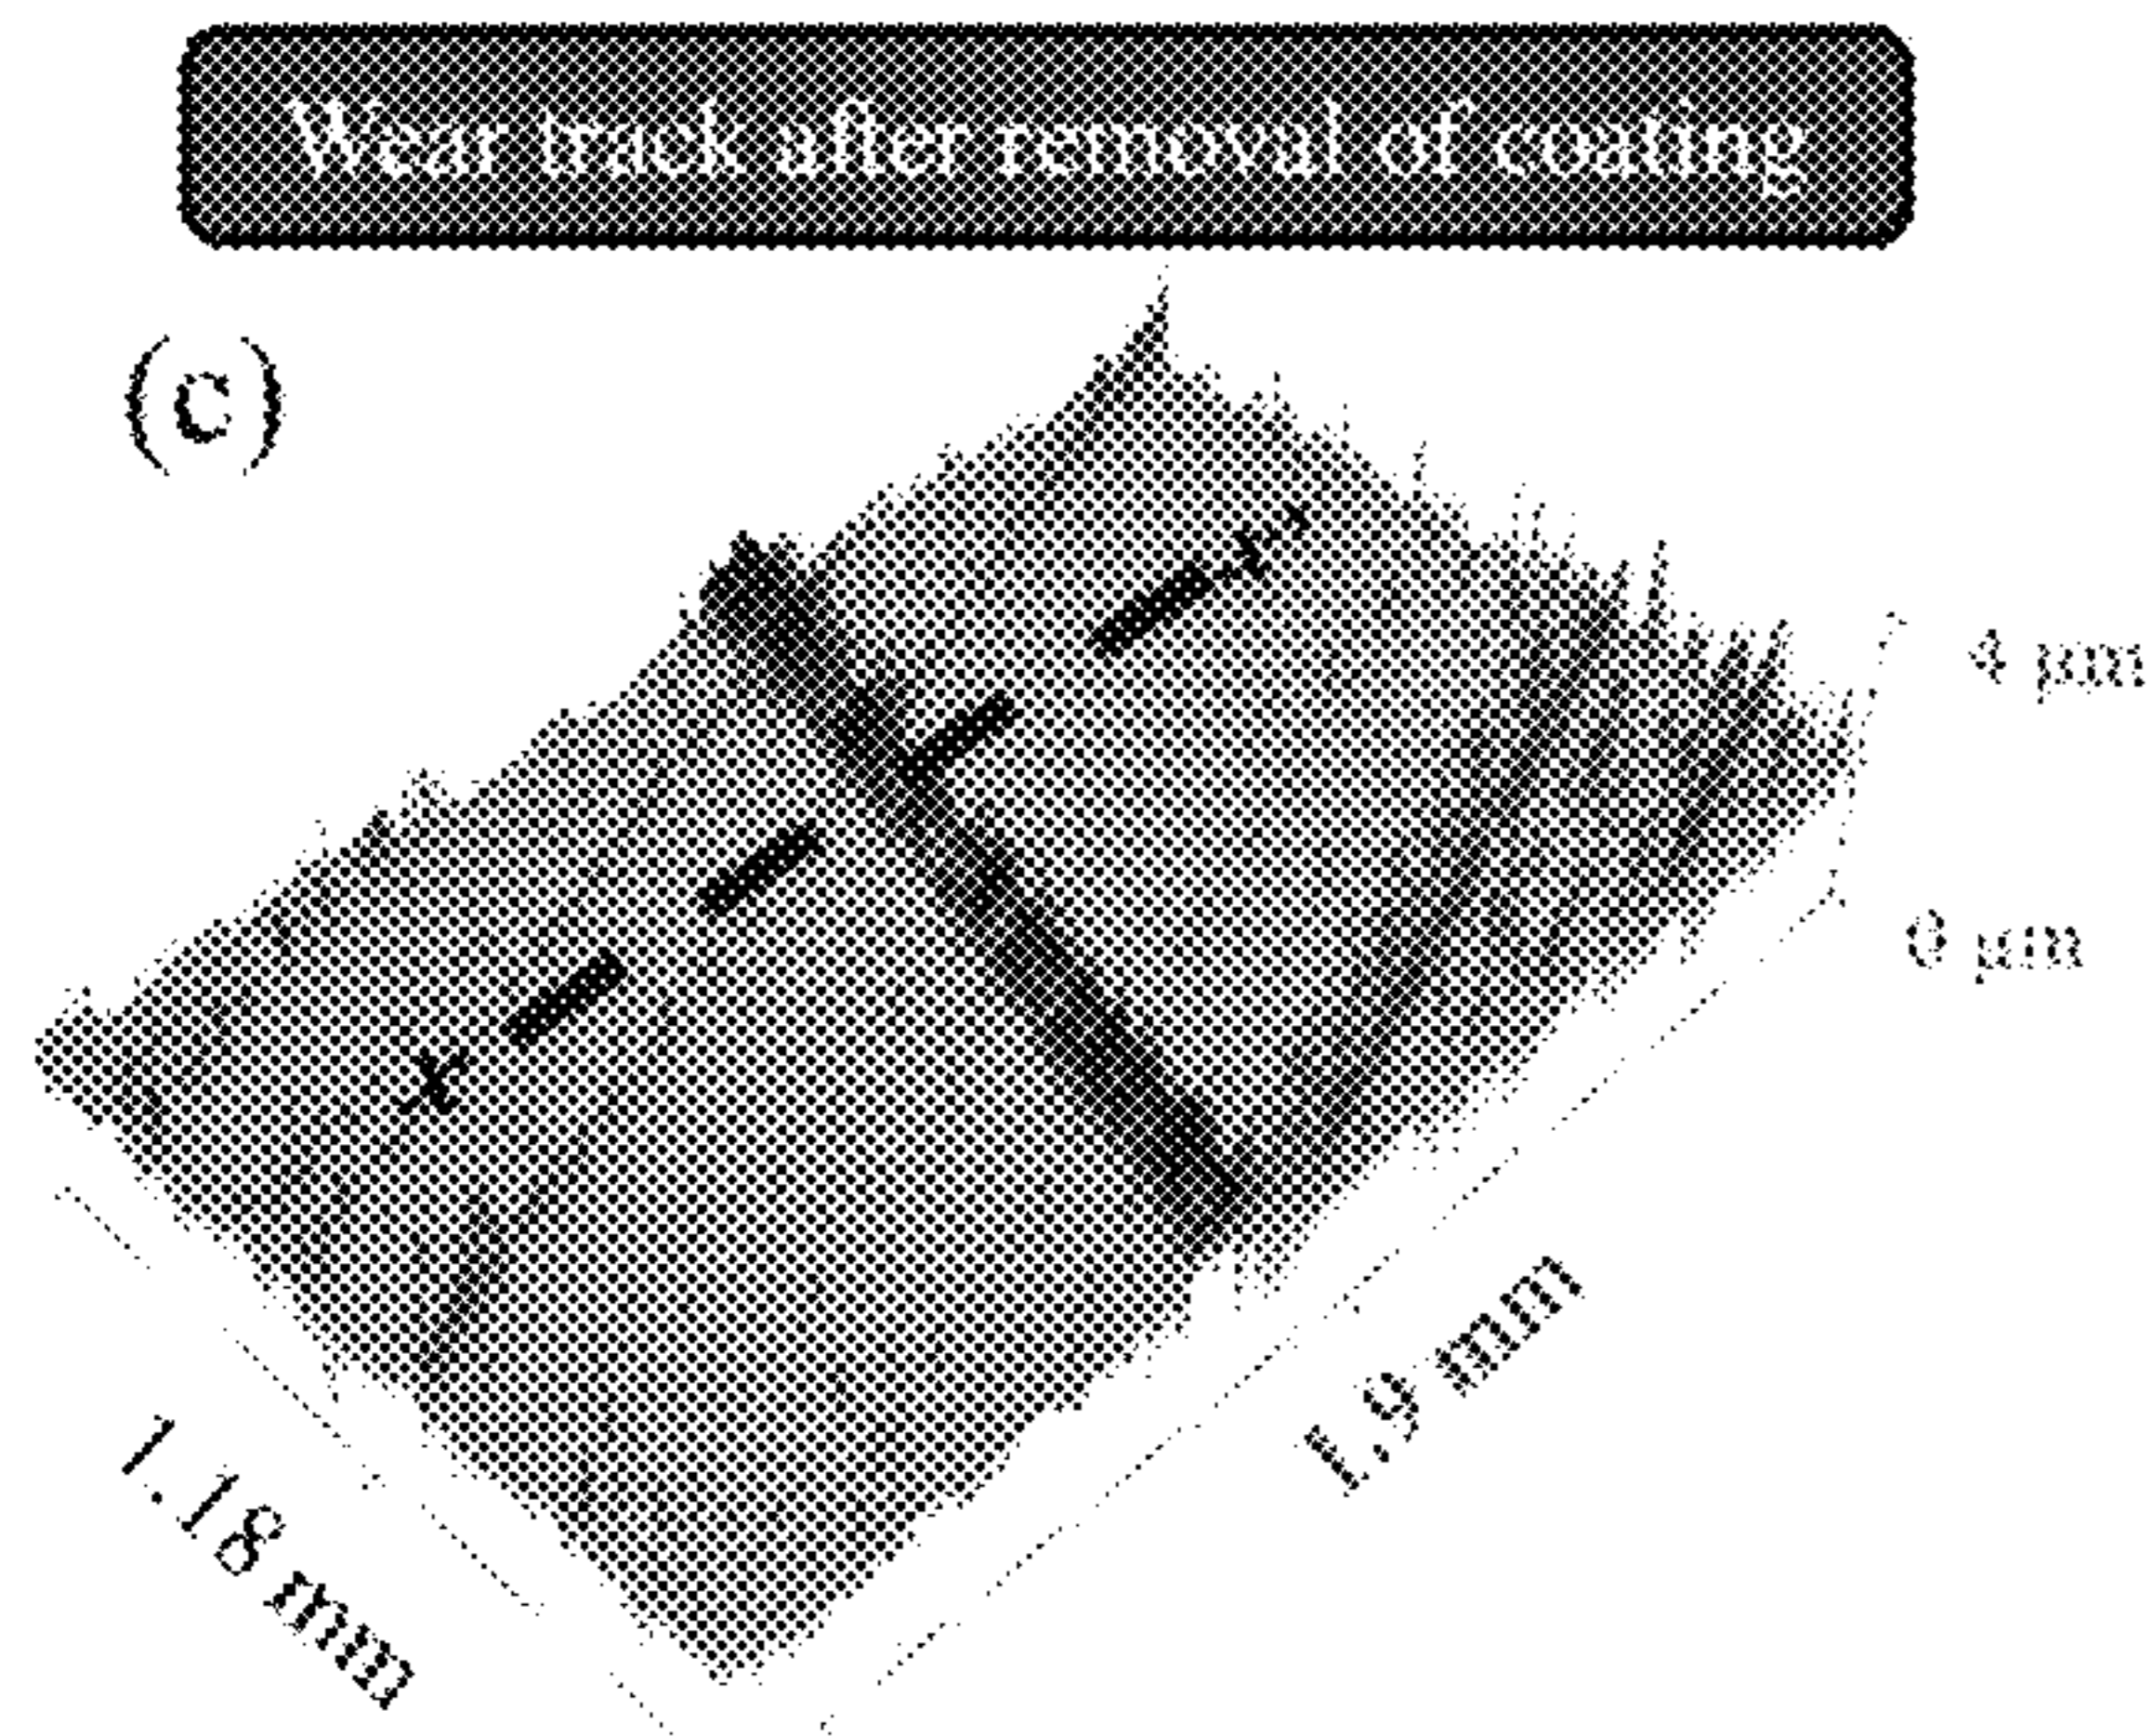 Wear track after removal of coating
(c)
4 µm
0 µm
1.9 mm
1.18 mm
x
x'